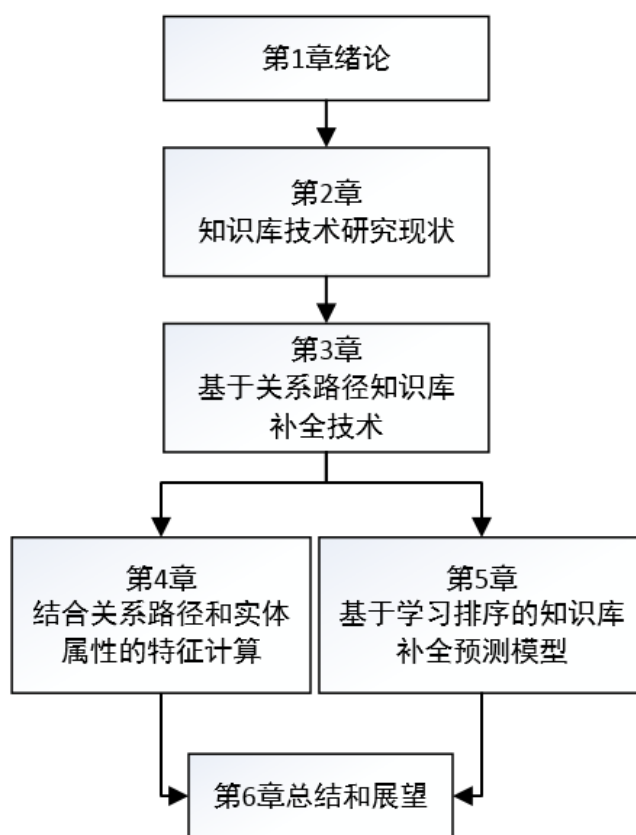 第1章绪论
第2章
知识库技术研究现状
第3章
基于关系路径知识库
补全技术
第4章
结合关系路径和实体
属性的特征计算
第5章
基于学习排序的知识库
补全预测模型
第6章总结和展望